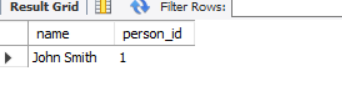 Result Grid Filter Rows:
name person_id
John Smith 1